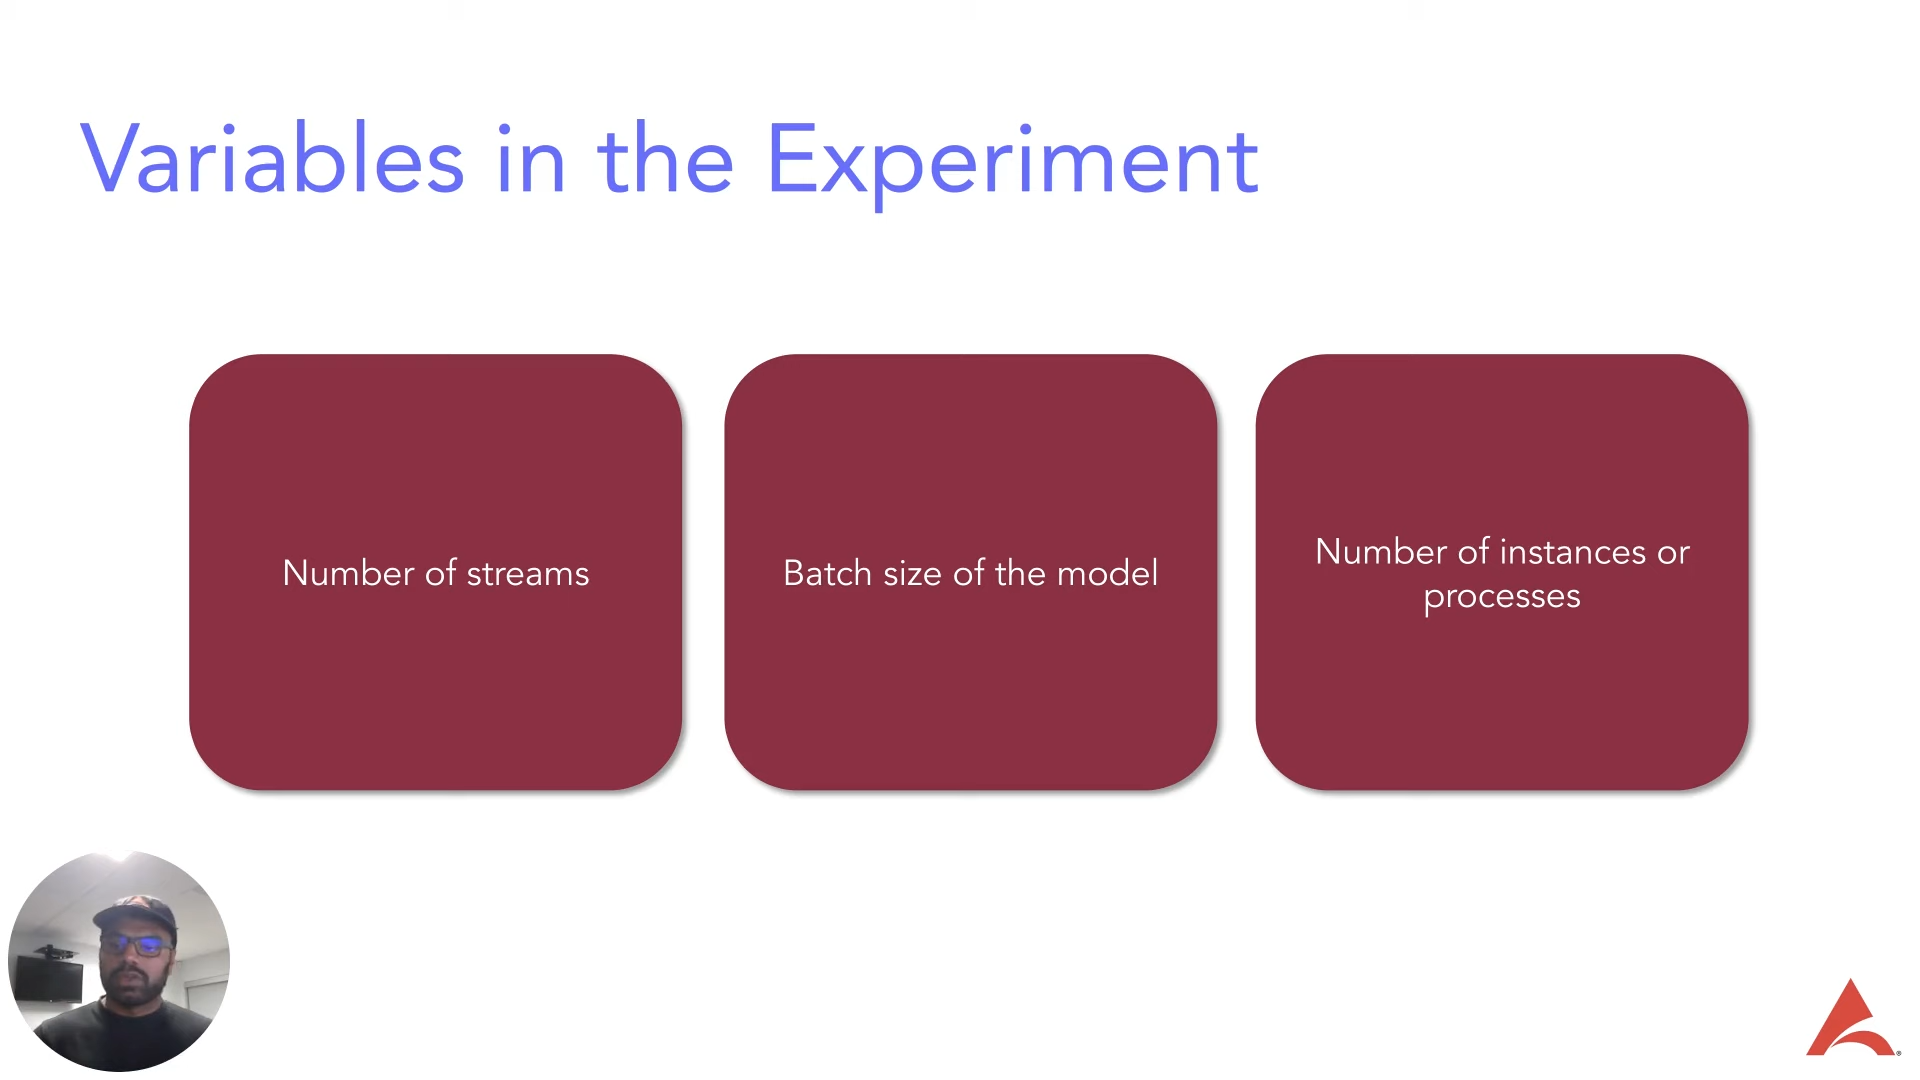 Variables in the Experiment
Number of streams
Batch size of the model
Number of instances or
processes